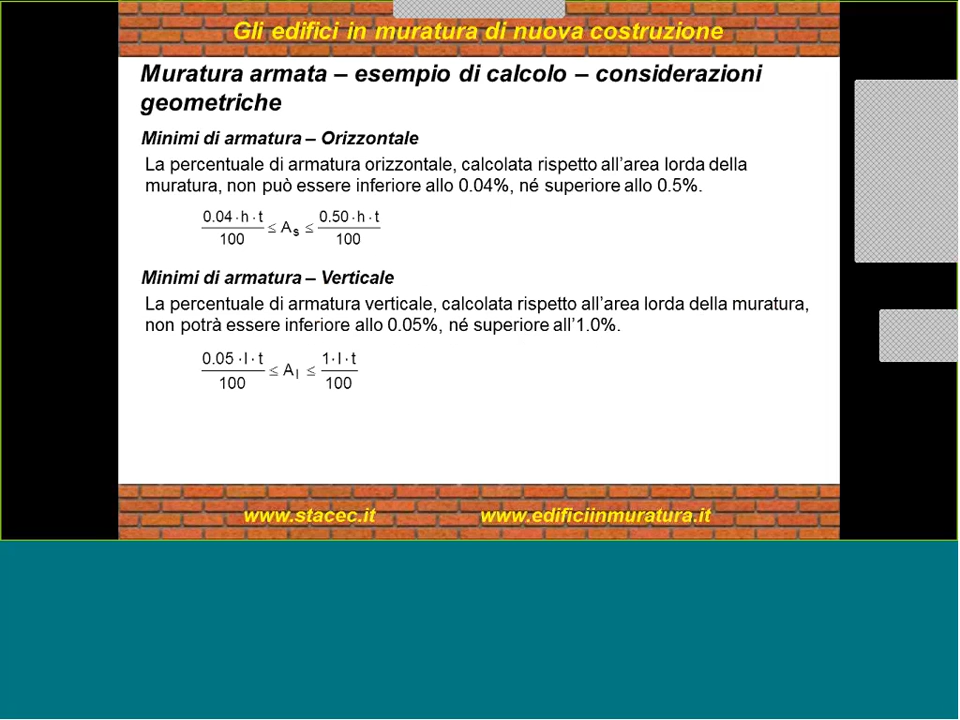 Gli edifici in muratura di nuova costruzione
Muratura armata – esempio di calcolo – considerazioni
geometriche
Minimi di armatura – Orizzontale
La percentuale di armatura orizzontale, calcolata rispetto all'area lorda della
muratura, non può essere inferiore allo 0.04%, né superiore allo 0.5%.
0.04·h·t/100 ≤ As ≤ 0.50·h·t/100
Minimi di armatura – Verticale
La percentuale di armatura verticale, calcolata rispetto all'area lorda della muratura,
non potrà essere inferiore allo 0.05%, né superiore all'1.0%.
0.05·l·t/100 ≤ Al ≤ 1·l·t/100
www.stacec.it www.edificiinmuratura.it